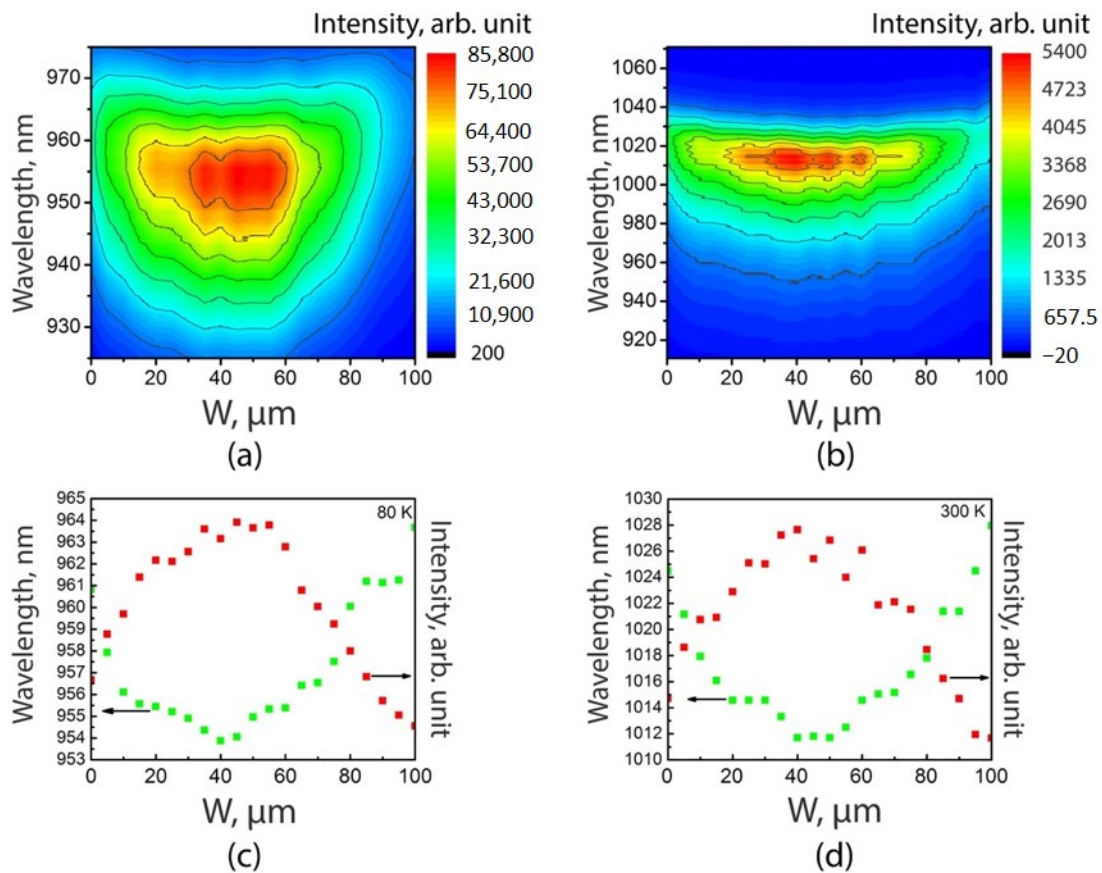 Intensity, arb. unit
Wavelength, nm
970
960
950
940
930
0 20 40 60 80 100
W, μm
85,800
75,100
64,400
53,700
43,000
32,300
21,600
10,900
200
(a)
Intensity, arb. unit
Wavelength, nm
1060
1040
1020
1000
980
960
940
920
0 20 40 60 80 100
W, μm
5400
4723
4045
3368
2690
2013
1335
657.5
−20
(b)
80 K
Wavelength, nm
965
964
963
962
961
960
959
958
957
956
955
954
953
0 20 40 60 80 100
W, μm
Intensity, arb. unit
(c)
300 K
Wavelength, nm
1030
1028
1026
1024
1022
1020
1018
1016
1014
1012
1010
0 20 40 60 80 100
W, μm
Intensity, arb. unit
(d)